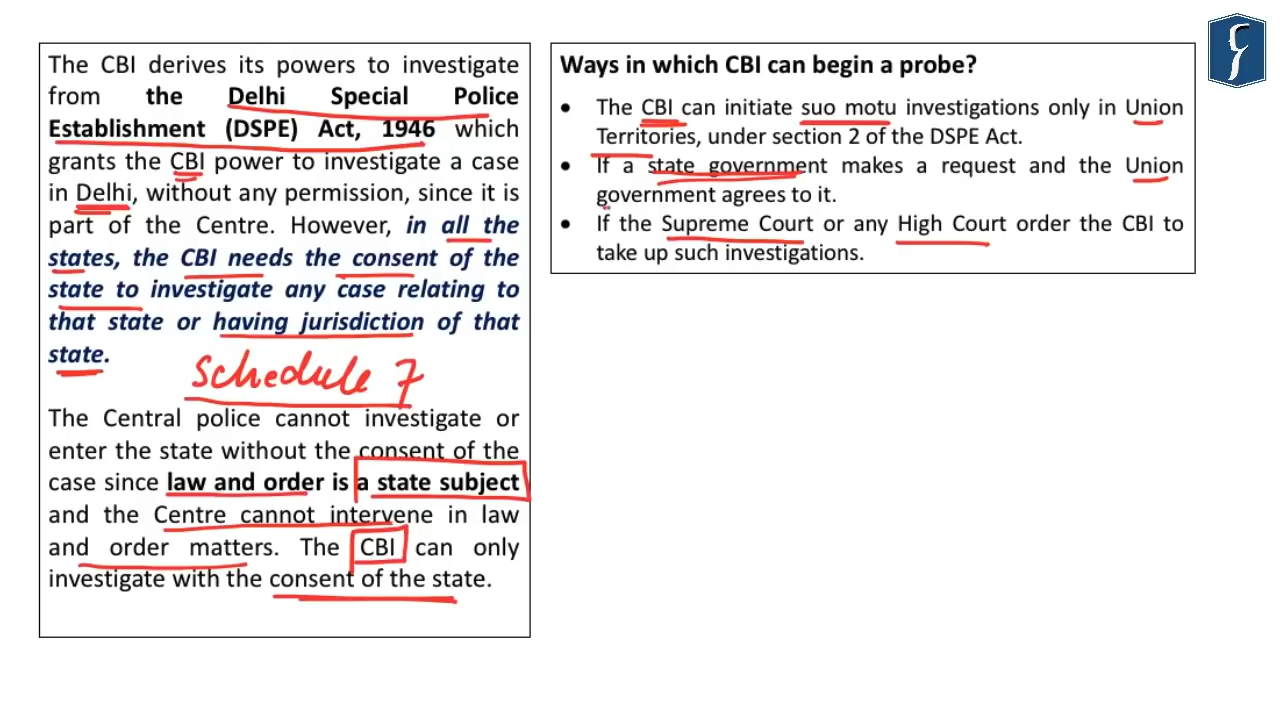 The CBI derives its powers to investigate
from the Delhi Special Police
Establishment (DSPE) Act, 1946 which
grants the CBI power to investigate a case
in Delhi, without any permission, since it is
part of the Centre. However, in all the
states, the CBI needs the consent of the
state to investigate any case relating to
that state or having jurisdiction of that
state.
Schedule 7
The Central police cannot investigate or
enter the state without the consent of the
case since law and order is a state subject
and the Centre cannot intervene in law
and order matters. The CBI can only
investigate with the consent of the state.
Ways in which CBI can begin a probe?
• The CBI can initiate suo motu investigations only in Union
Territories, under section 2 of the DSPE Act.
• If a state government makes a request and the Union
government agrees to it.
• If the Supreme Court or any High Court order the CBI to
take up such investigations.